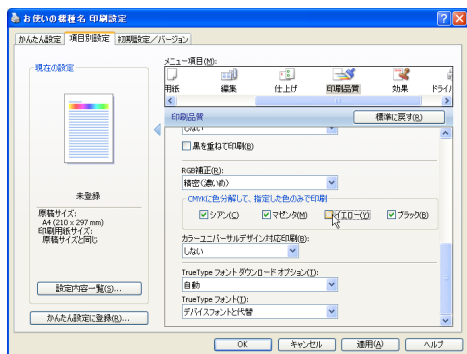 お使いの機種名 印刷設定
かんたん設定 項目別設定 初期設定／バージョン
現在の設定
メニュー項目(M):
用紙 編集 仕上げ 印刷品質 効果 ドライバ
印刷品質 標準に戻す(R)
しない
黒を重ねて印刷(B)
RGB補正(E):
精密(濃いめ)
CMYKに色分解して、指定した色のみで印刷
シアン(C) マゼンタ(M) イエロー(Y) ブラック(B)
カラーユニバーサルデザイン対応印刷(B):
しない
TrueType フォント ダウンロード オプション(I):
自動
TrueType フォント(I):
デバイスフォントと代替
未登録
原稿サイズ:
A4 (210 x 297 mm)
印刷用紙サイズ:
原稿サイズと同じ
設定内容一覧(S)...
かんたん設定に登録(R)...
OK キャンセル 適用(A) ヘルプ